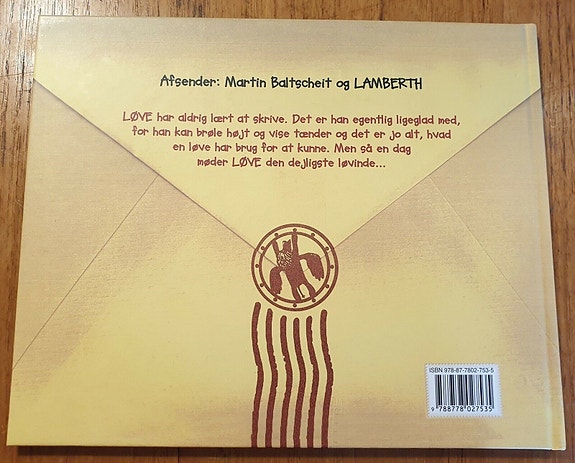 Afsender: Martin Baltscheit og LAMBERTH
LØVE har aldrig lært at skrive. Det er han egentlig ligeglad med,
for han kan brøle højt og vise tænder og det er jo alt, hvad
en løve har brug for at kunne. Men så en dag
møder LØVE den dejligste løvinde...
ISBN 978-87-7802-753-5
9 788778 027535